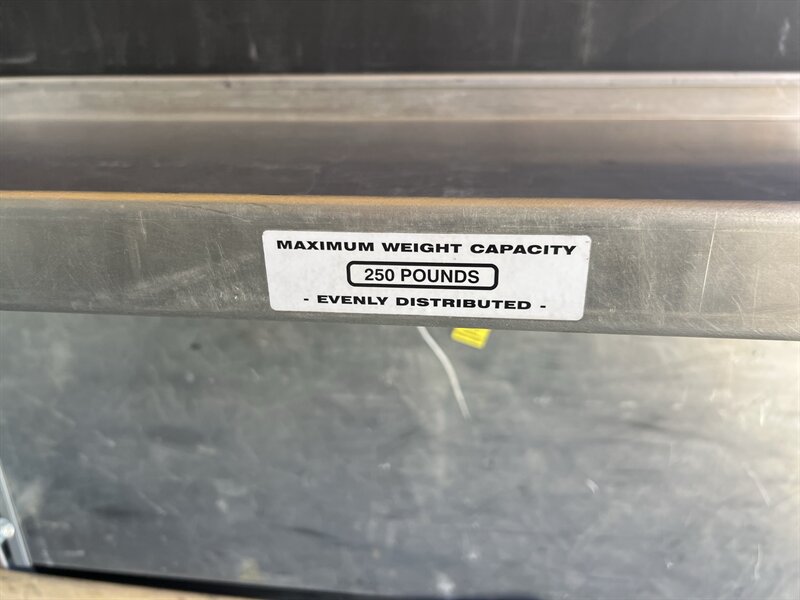 MAXIMUM WEIGHT CAPACITY
250 POUNDS
- EVENLY DISTRIBUTED -